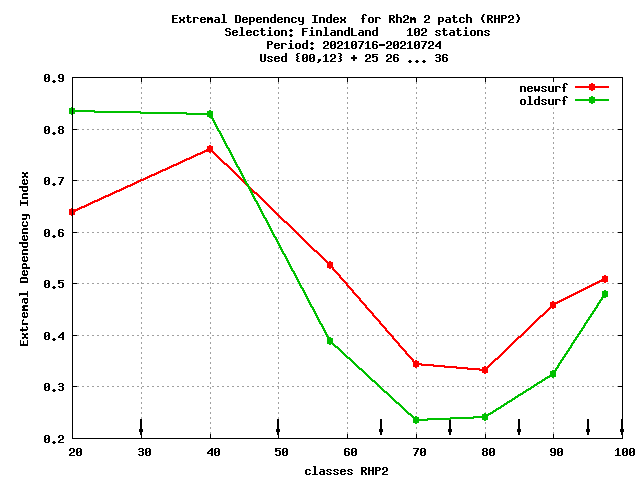 Extremal Dependency Index  for Rh2m 2 patch (RHP2)
Selection: FinlandLand    102 stations
Period: 20210716-20210724
Used {00,12} + 25 26 ... 36
newsurf
oldsurf
Extremal Dependency Index
0.9
0.8
0.7
0.6
0.5
0.4
0.3
0.2
20 30 40 50 60 70 80 90 100
classes RHP2